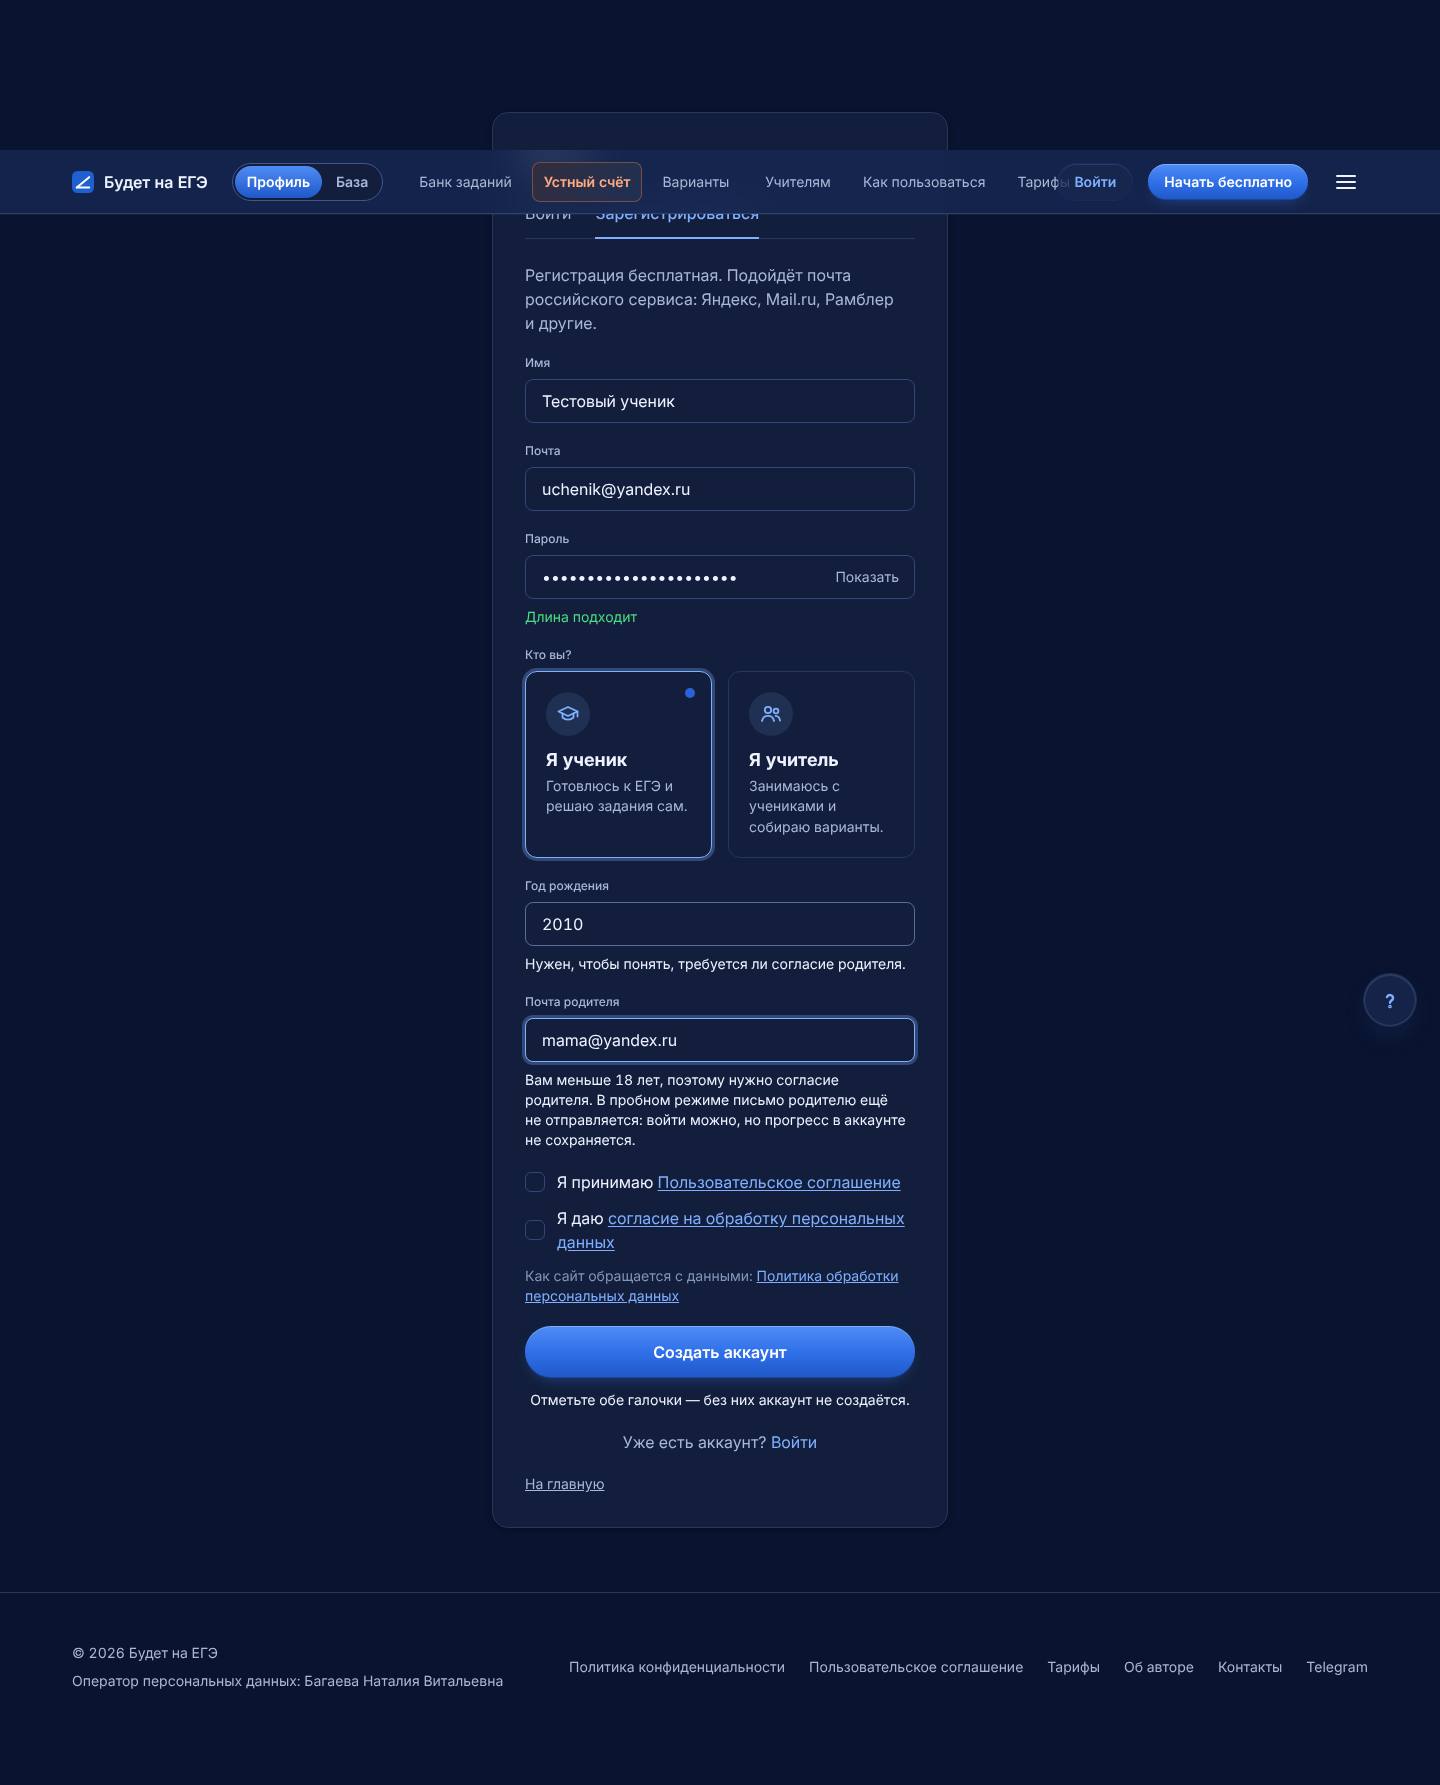 Будет на ЕГЭ
Профиль
База
Банк заданий
Устный счёт
Варианты
Учителям
Как пользоваться
Тарифы
Войти
Начать бесплатно
Войти
Зарегистрироваться
Регистрация бесплатная. Подойдёт почта
российского сервиса: Яндекс, Mail.ru, Рамблер
и другие.
Имя
Тестовый ученик
Почта
uchenik@yandex.ru
Пароль
••••••••••••••••••••••
Показать
Длина подходит
Кто вы?
Я ученик
Готовлюсь к ЕГЭ и
решаю задания сам.
Я учитель
Занимаюсь с
учениками и
собираю варианты.
Год рождения
2010
Нужен, чтобы понять, требуется ли согласие родителя.
Почта родителя
mama@yandex.ru
Вам меньше 18 лет, поэтому нужно согласие
родителя. В пробном режиме письмо родителю ещё
не отправляется: войти можно, но прогресс в аккаунте
не сохраняется.
Я принимаю Пользовательское соглашение
Я даю согласие на обработку персональных
данных
Как сайт обращается с данными: Политика обработки
персональных данных
Создать аккаунт
Отметьте обе галочки — без них аккаунт не создаётся.
Уже есть аккаунт? Войти
На главную
?
© 2026 Будет на ЕГЭ
Оператор персональных данных: Багаева Наталия Витальевна
Политика конфиденциальности
Пользовательское соглашение
Тарифы
Об авторе
Контакты
Telegram